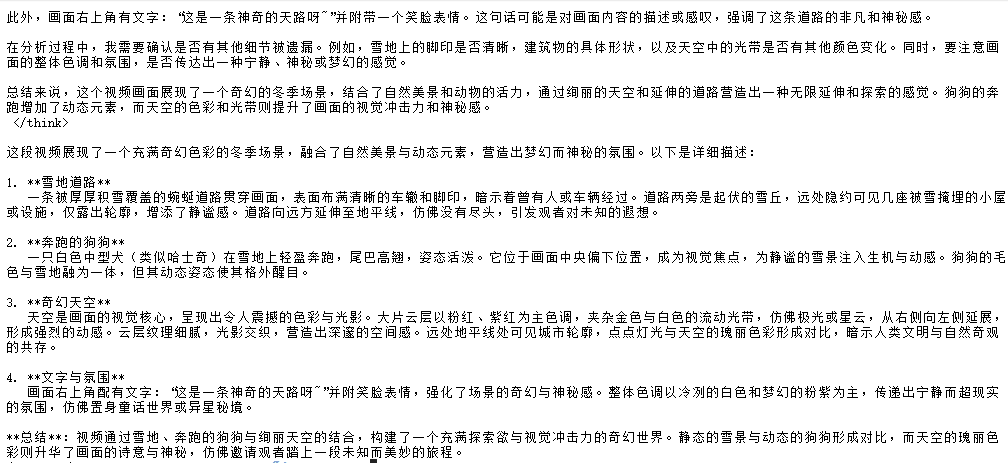 此外，画面右上角有文字：“这是一条神奇的天路呀~”并附带一个笑脸表情。这句话可能是对画面内容的描述或感叹，强调了这条道路的非凡和神秘感。
在分析过程中，我需要确认是否有其他细节被遗漏。例如，雪地上的脚印是否清晰，建筑物的具体形状，以及天空中的光带是否有其他颜色变化。同时，要注意画
面的整体色调和氛围，是否传达出一种宁静、神秘或梦幻的感觉。
总结来说，这个视频画面展现了一个奇幻的冬季场景，结合了自然美景和动物的活力，通过绚丽的天空和延伸的道路营造出一种无限延伸和探索的感觉。狗狗的奔
跑增加了动态元素，而天空的色彩和光带则提升了画面的视觉冲击力和神秘感。
</think>
这段视频展现了一个充满奇幻色彩的冬季场景，融合了自然美景与动态元素，营造出梦幻而神秘的氛围。以下是详细描述：
1. **雪地道路**
一条被厚厚积雪覆盖的蜿蜒道路贯穿画面，表面布满清晰的车辙和脚印，暗示着曾有人或车辆经过。道路两旁是起伏的雪丘，远处隐约可见几座被雪掩埋的小屋
或设施，仅露出轮廓，增添了静谧感。道路向远方延伸至地平线，仿佛没有尽头，引发观者对未知的遐想。
2. **奔跑的狗狗**
一只白色中型犬（类似哈士奇）在雪地上轻盈奔跑，尾巴高翘，姿态活泼。它位于画面中央偏下位置，成为视觉焦点，为静谧的雪景注入生机与动感。狗狗的毛
色与雪地融为一体，但其动态姿态使其格外醒目。
3. **奇幻天空**
天空是画面的视觉核心，呈现出令人震撼的色彩与光影。大片云层以粉红、紫红为主色调，夹杂金色与白色的流动光带，仿佛极光或星云，从右侧向左侧延展，
形成强烈的动感。云层纹理细腻，光影交织，营造出深邃的空间感。远处地平线处可见城市轮廓，点点灯光与天空的瑰丽色彩形成对比，暗示人类文明与自然奇观
的共存。
4. **文字与氛围**
画面右上角配有文字：“这是一条神奇的天路呀~”并附笑脸表情，强化了场景的奇幻与神秘感。整体色调以冷冽的白色和梦幻的粉紫为主，传递出宁静而超现实
的氛围，仿佛置身童话世界或异星秘境。
**总结**：视频通过雪地、奔跑的狗狗与绚丽天空的结合，构建了一个充满探索欲与视觉冲击力的奇幻世界。静态的雪景与动态的狗狗形成对比，而天空的瑰丽色
彩则升华了画面的诗意与神秘，仿佛邀请观者踏上一段未知而美妙的旅程。